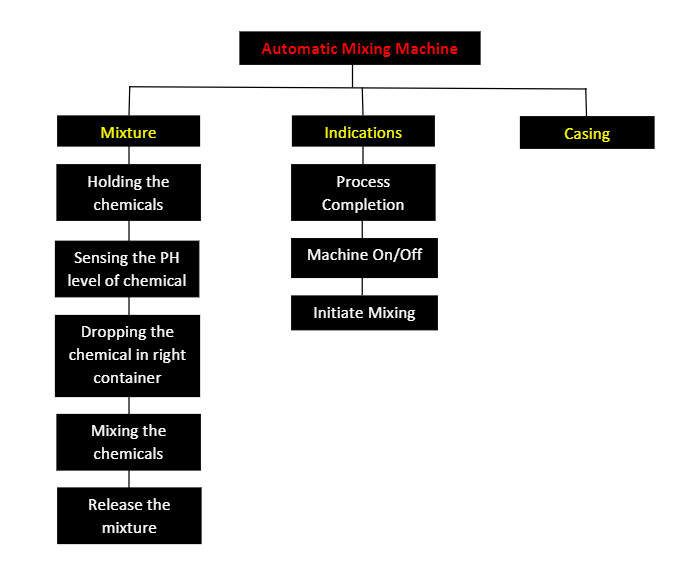 Automatic Mixing Machine
Mixture
Holding the
chemicals
Sensing the PH
level of chemical
Dropping the
chemical in right
container
Mixing the
chemicals
Release the
mixture
Indications
Process
Completion
Machine On/Off
Initiate Mixing
Casing